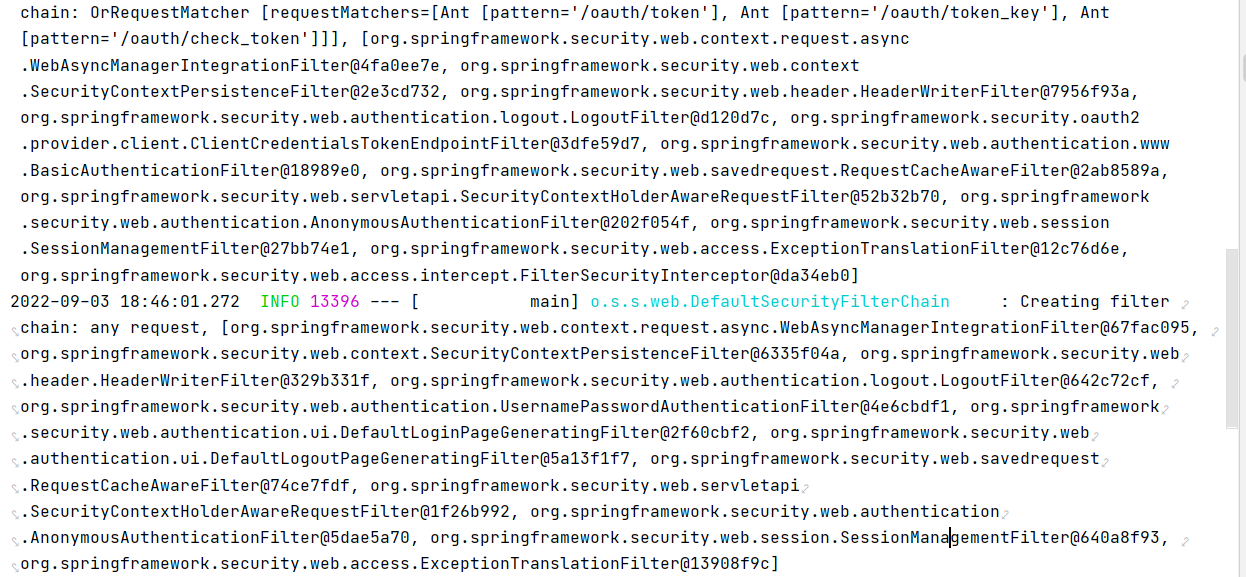 chain: OrRequestMatcher [requestMatchers=[Ant [pattern='/oauth/token'], Ant [pattern='/oauth/token_key'], Ant
[pattern='/oauth/check_token']]], [org.springframework.security.web.context.request.async
.WebAsyncManagerIntegrationFilter@4fa0ee7e, org.springframework.security.web.context
.SecurityContextPersistenceFilter@2e3cd732, org.springframework.security.web.header.HeaderWriterFilter@7956f93a,
org.springframework.security.web.authentication.logout.LogoutFilter@d120d7c, org.springframework.security.oauth2
.provider.client.ClientCredentialsTokenEndpointFilter@3dfe59d7, org.springframework.security.web.authentication.www
.BasicAuthenticationFilter@18989e0, org.springframework.security.web.savedrequest.RequestCacheAwareFilter@2ab8589a,
org.springframework.security.web.servletapi.SecurityContextHolderAwareRequestFilter@52b32b70, org.springframework
.security.web.authentication.AnonymousAuthenticationFilter@202f054f, org.springframework.security.web.session
.SessionManagementFilter@27bb74e1, org.springframework.security.web.access.ExceptionTranslationFilter@12c76d6e,
org.springframework.security.web.access.intercept.FilterSecurityInterceptor@da34eb0]
2022-09-03 18:46:01.272  INFO 13396 --- [           main] o.s.s.web.DefaultSecurityFilterChain     : Creating filter
chain: any request, [org.springframework.security.web.context.request.async.WebAsyncManagerIntegrationFilter@67fac095,
org.springframework.security.web.context.SecurityContextPersistenceFilter@6335f04a, org.springframework.security.web
.header.HeaderWriterFilter@329b331f, org.springframework.security.web.authentication.logout.LogoutFilter@642c72cf,
org.springframework.security.web.authentication.UsernamePasswordAuthenticationFilter@4e6cbdf1, org.springframework
.security.web.authentication.ui.DefaultLoginPageGeneratingFilter@2f60cbf2, org.springframework.security.web
.authentication.ui.DefaultLogoutPageGeneratingFilter@5a13f1f7, org.springframework.security.web.savedrequest
.RequestCacheAwareFilter@74ce7fdf, org.springframework.security.web.servletapi
.SecurityContextHolderAwareRequestFilter@1f26b992, org.springframework.security.web.authentication
.AnonymousAuthenticationFilter@5dae5a70, org.springframework.security.web.session.SessionManagementFilter@640a8f93,
org.springframework.security.web.access.ExceptionTranslationFilter@13908f9c]